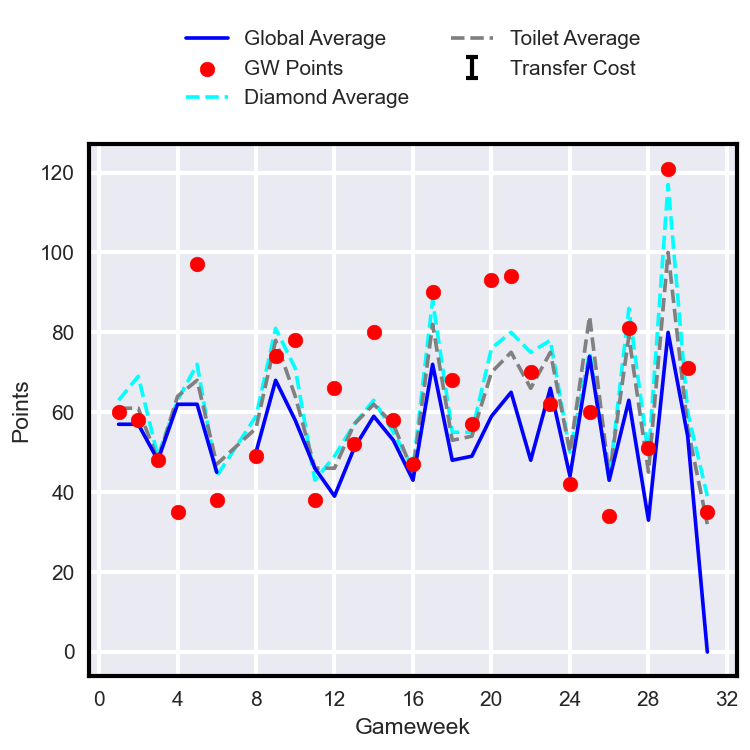 Global Average
GW Points
Diamond Average
Toilet Average
Transfer Cost
120
100
80
60
40
20
0
Points
0 4 8 12 16 20 24 28 32
Gameweek